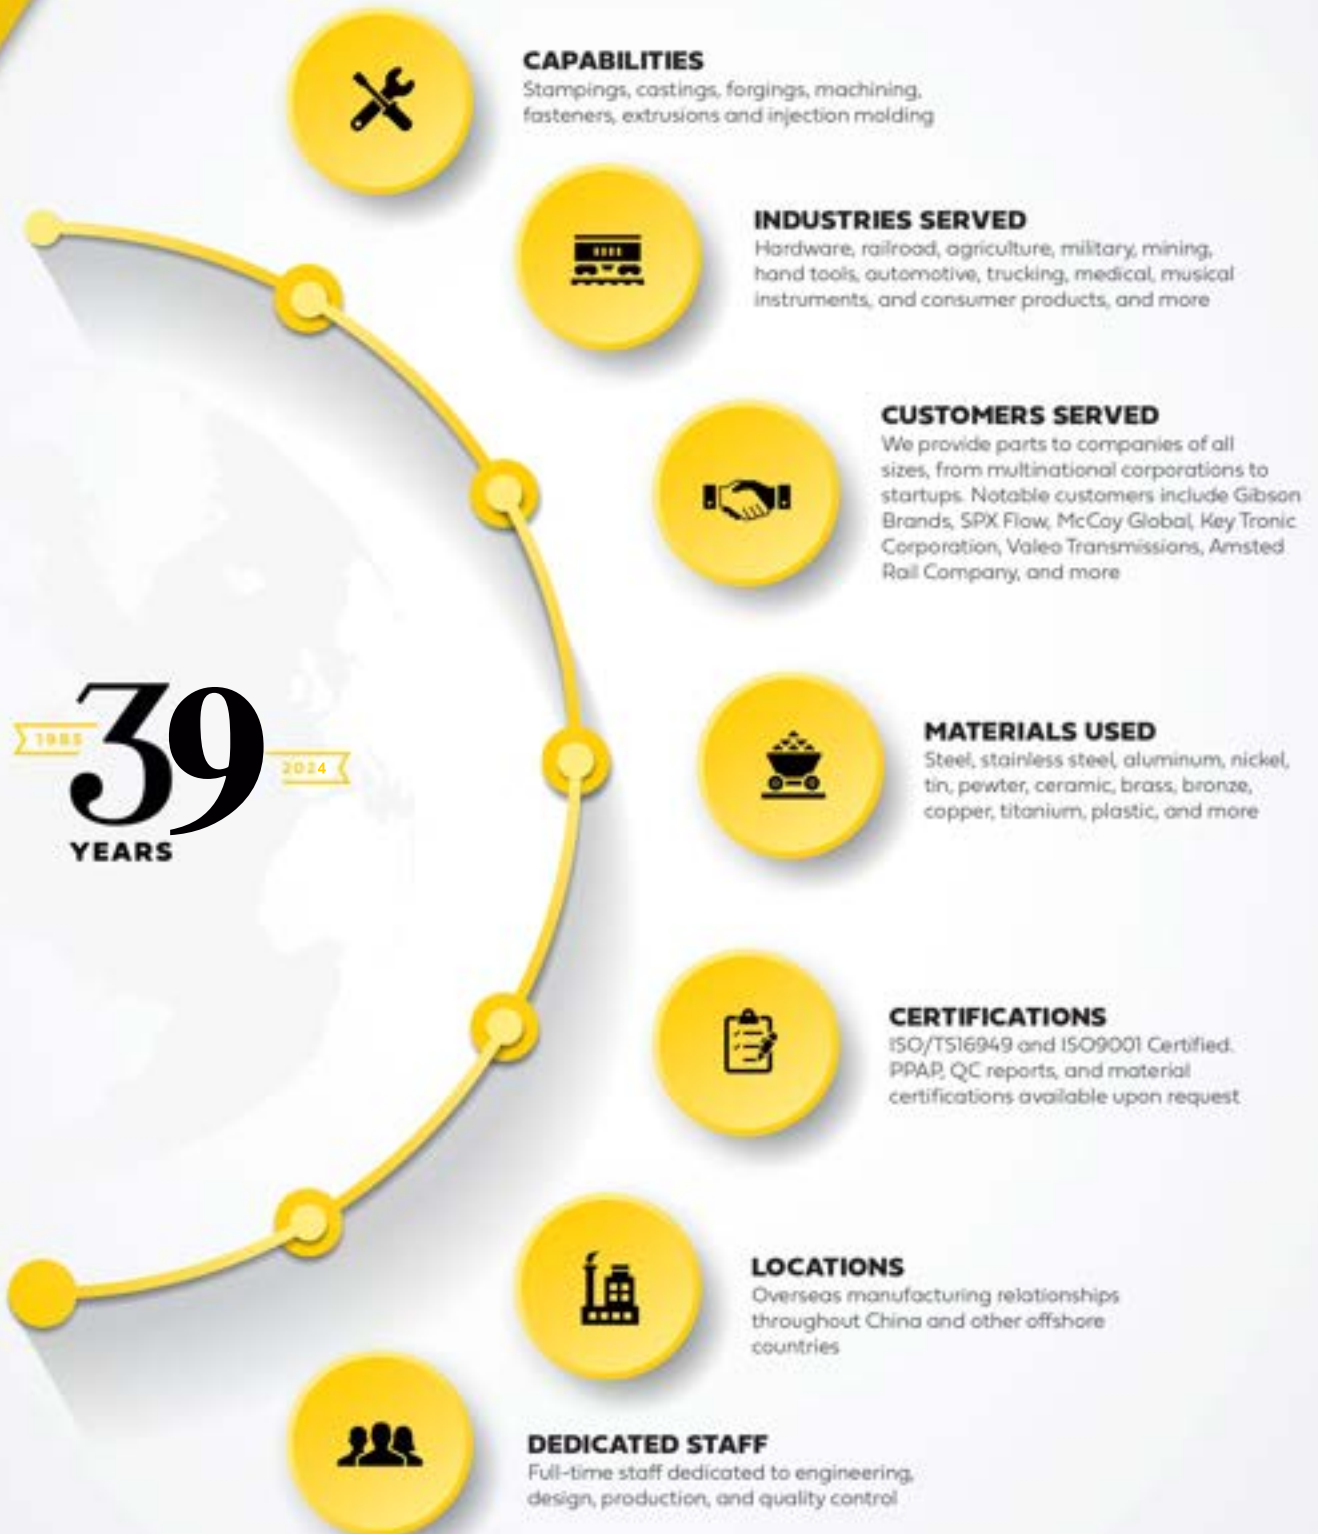 CAPABILITIES
Stampings, castings, forgings, machining,
fasteners, extrusions and injection molding
INDUSTRIES SERVED
Hardware, railroad, agriculture, military, mining,
hand tools, automotive, trucking, medical, musical
instruments, and consumer products, and more
CUSTOMERS SERVED
We provide parts to companies of all
sizes, from multinational corporations to
startups. Notable customers include Gibson
Brands, SPX Flow, McCoy Global, Key Tronic
Corporation, Valeo Transmissions, Amsted
Rail Company, and more
1985
39
2024
YEARS
MATERIALS USED
Steel, stainless steel, aluminum, nickel,
tin, pewter, ceramic, brass, bronze,
copper, titanium, plastic, and more
CERTIFICATIONS
ISO/TS16949 and ISO9001 Certified.
PPAP, QC reports, and material
certifications available upon request
LOCATIONS
Overseas manufacturing relationships
throughout China and other offshore
countries
DEDICATED STAFF
Full-time staff dedicated to engineering,
design, production, and quality control